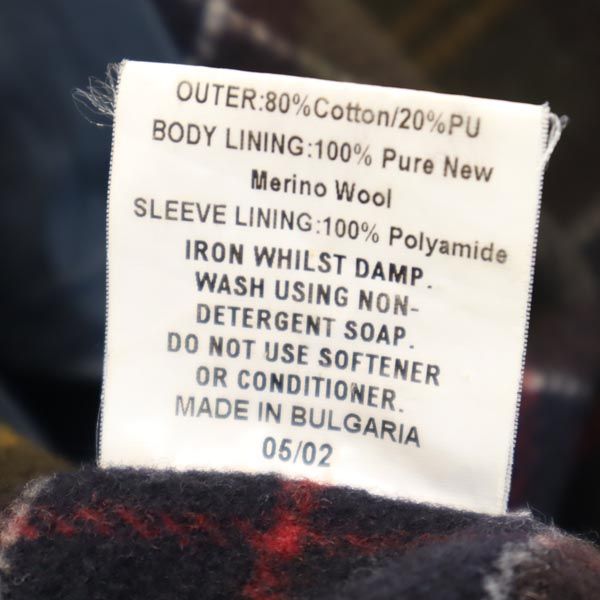 OUTER:80%Cotton/20%PU
BODY LINING:100% Pure New
Merino Wool
SLEEVE LINING:100% Polyamide
IRON WHILST DAMP.
WASH USING NON-
DETERGENT SOAP.
DO NOT USE SOFTENER
OR CONDITIONER.
MADE IN BULGARIA
05/02